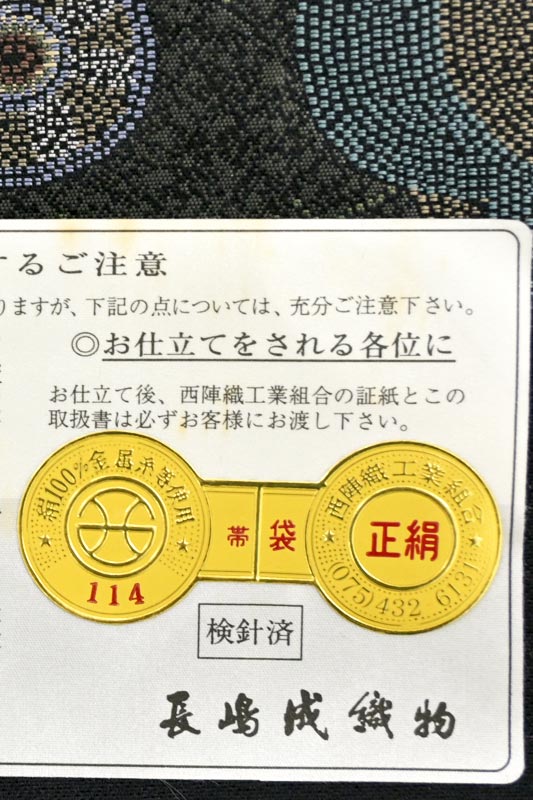 するご注意
りますが、下記の点については、充分ご注意下さい。
◎お仕立てをされる各位に
お仕立て後、西陣織工業組合の証紙とこの
取扱書は必ずお客様にお渡し下さい。
絹100%金属糸等使用
114
帯袋
西陣織工業組合
正絹
(075)432 6131
検針済
長嶋成織物